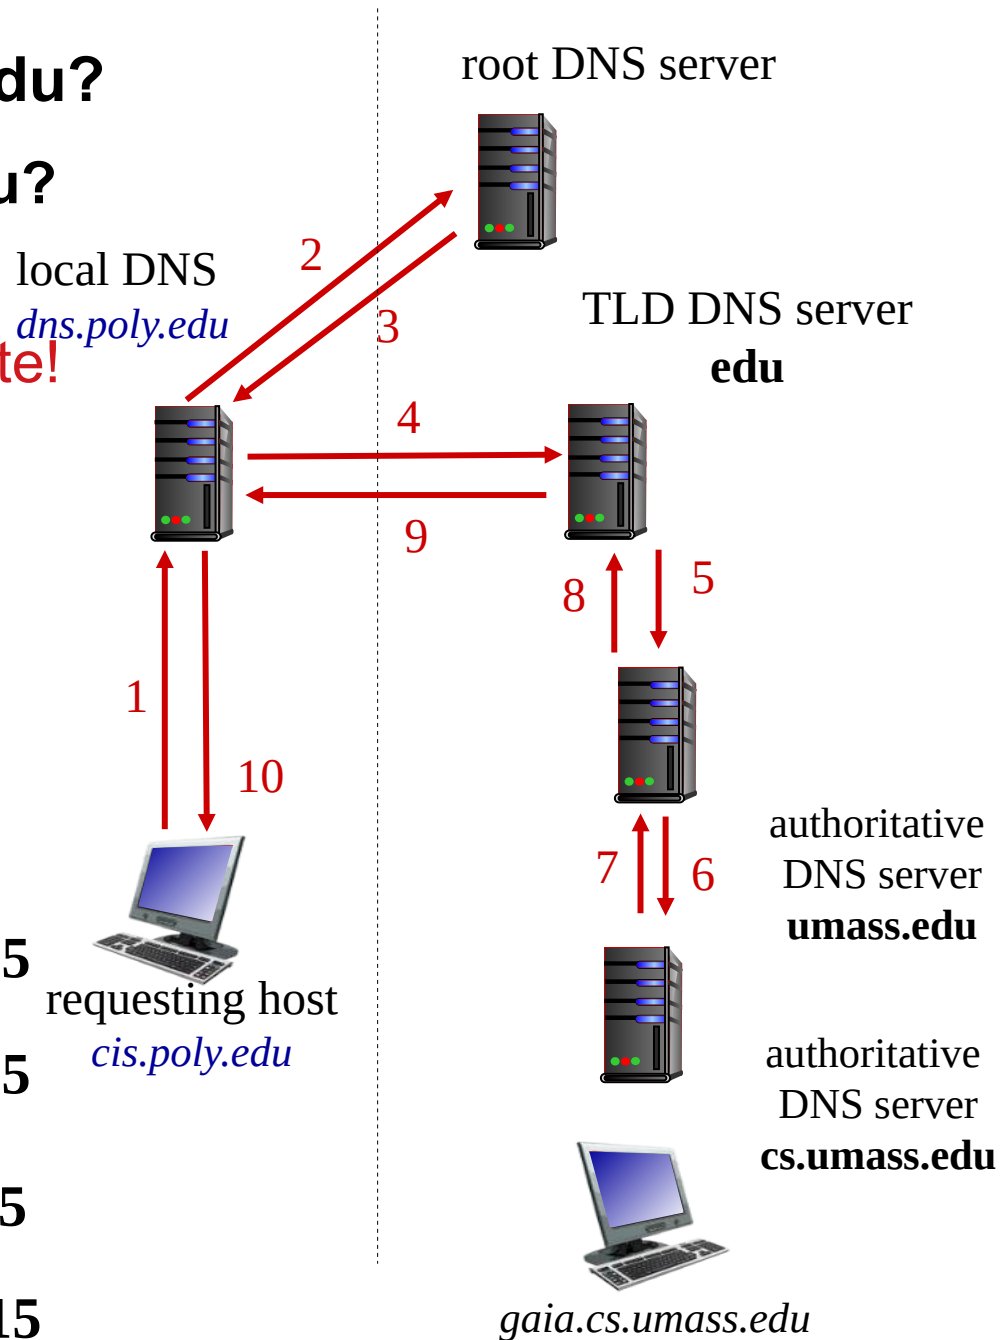 du?
root DNS server
u?
2
local DNS
dns.poly.edu
3
TLD DNS server
edu
te!
4
9
8
5
1
10
7
6
authoritative
DNS server
umass.edu
5
requesting host
cis.poly.edu
5
authoritative
DNS server
cs.umass.edu
5
15
gaia.cs.umass.edu